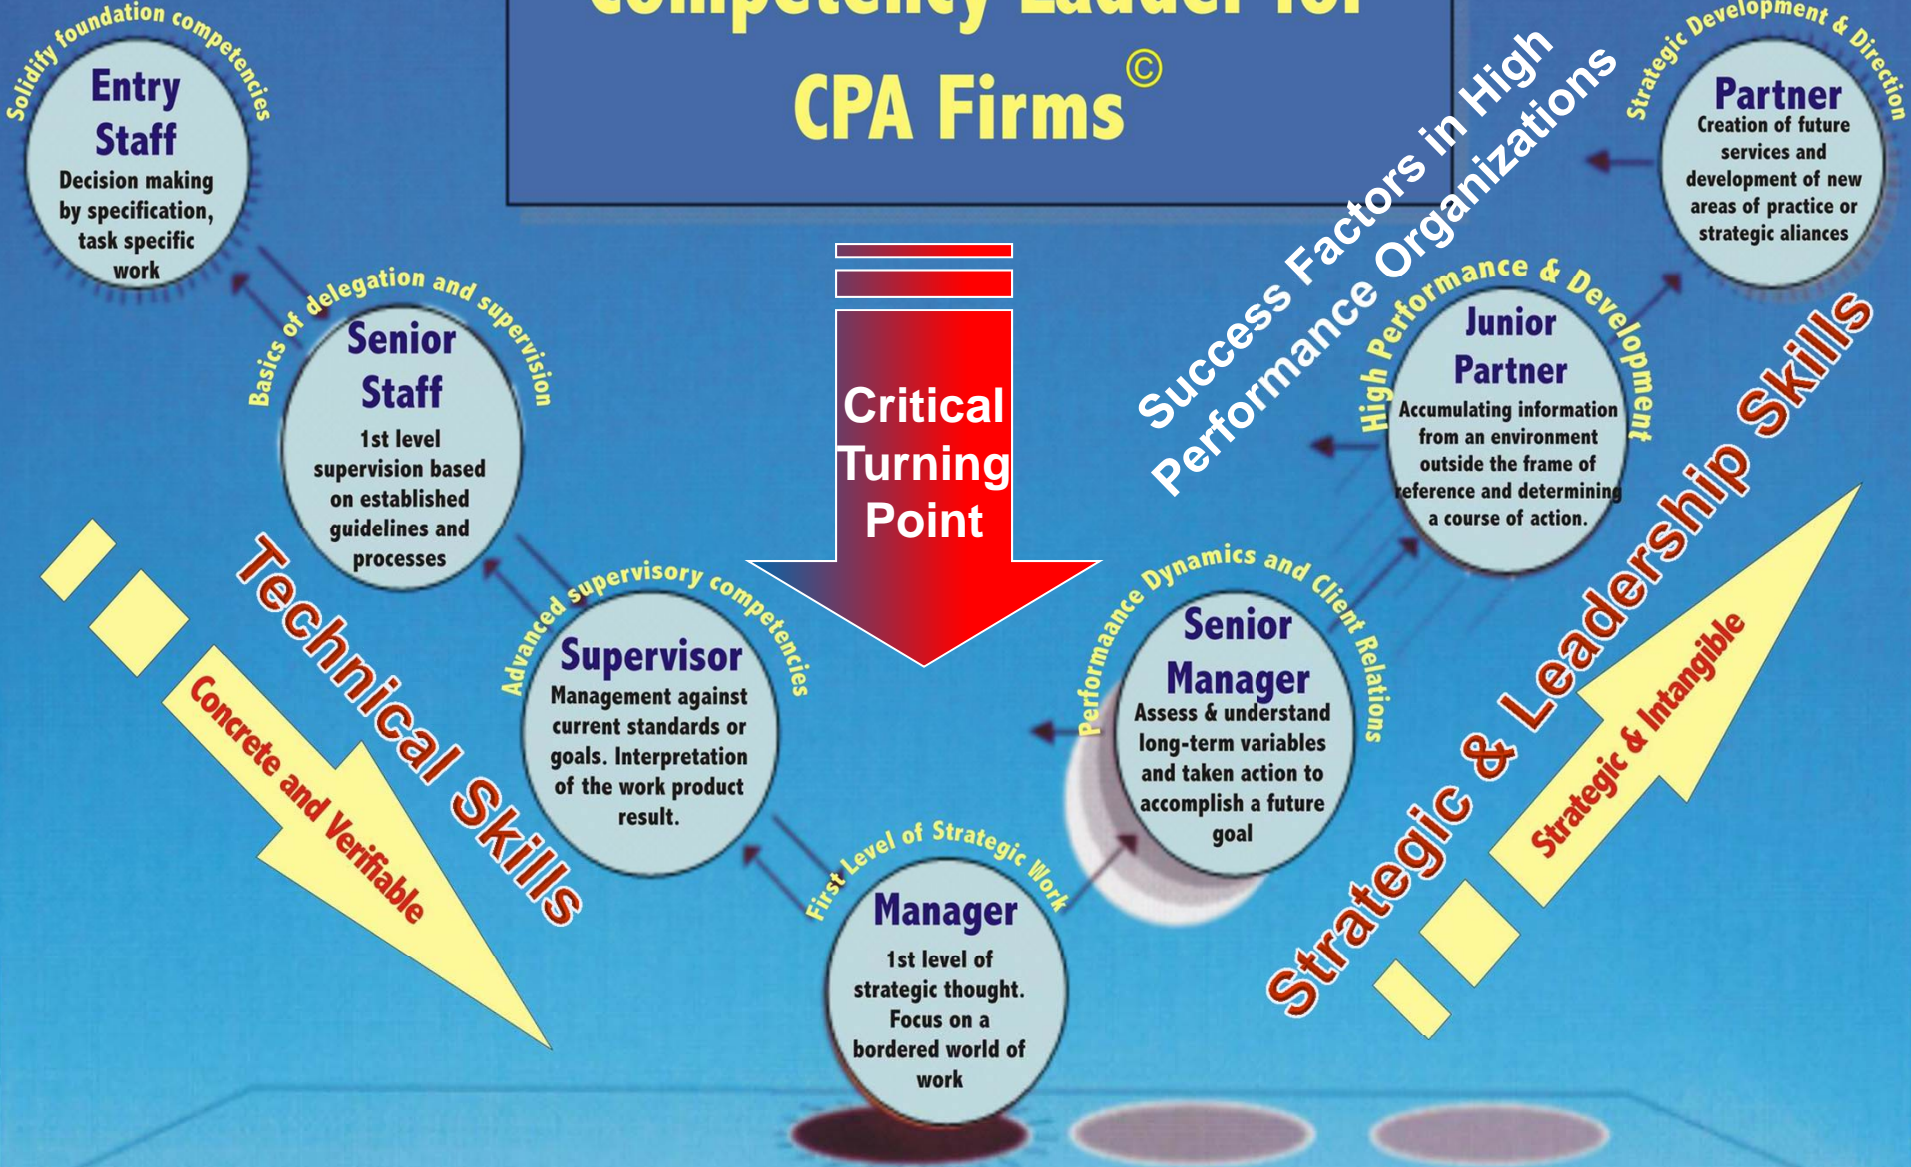 Competency Ladder for
CPA Firms©
Solidify foundation competencies
Entry
Staff
Decision making
by specification,
task specific
work
Basics of delegation and supervision
Senior
Staff
1st level
supervision based
on established
guidelines and
processes
Advanced supervisory competencies
Supervisor
Management against
current standards or
goals. Interpretation
of the work product
result.
First Level of Strategic Work
Manager
1st level of
strategic thought.
Focus on a
bordered world of
work
Performaance Dynamics and Client Relations
Senior
Manager
Assess & understand
long-term variables
and taken action to
accomplish a future
goal
High Performance & Development
Junior
Partner
Accumulating information
from an environment
outside the frame of
reference and determining
a course of action.
Strategic Development & Direction
Partner
Creation of future
services and
development of new
areas of practice or
strategic aliances
Critical
Turning
Point
Success Factors in High
Performance Organizations
Technical Skills
Concrete and Verifiable
Strategic & Leadership Skills
Strategic & Intangible